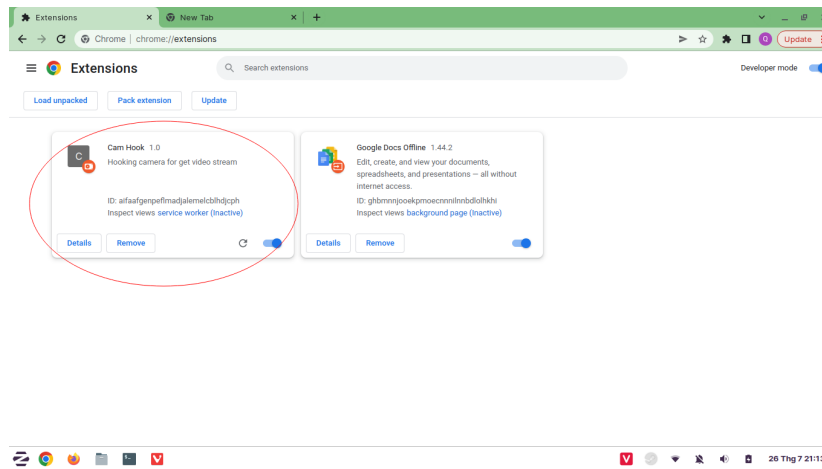 Extensions
New Tab
Chrome
chrome://extensions
Q
Update
Extensions
Search extensions
Developer mode
Load unpacked
Pack extension
Update
C
Cam Hook 1.0
Hooking camera for get video stream
ID: aifaafgenpeflmadjalemelcblhdjcph
Inspect views service worker (Inactive)
Details
Remove
Google Docs Offline 1.44.2
Edit, create, and view your documents,
spreadsheets, and presentations — all without
internet access.
ID: ghbmnnjooekpmoecnnnilnnbdlolhkhi
Inspect views background page (Inactive)
Details
Remove
26 Thg 7 21:1